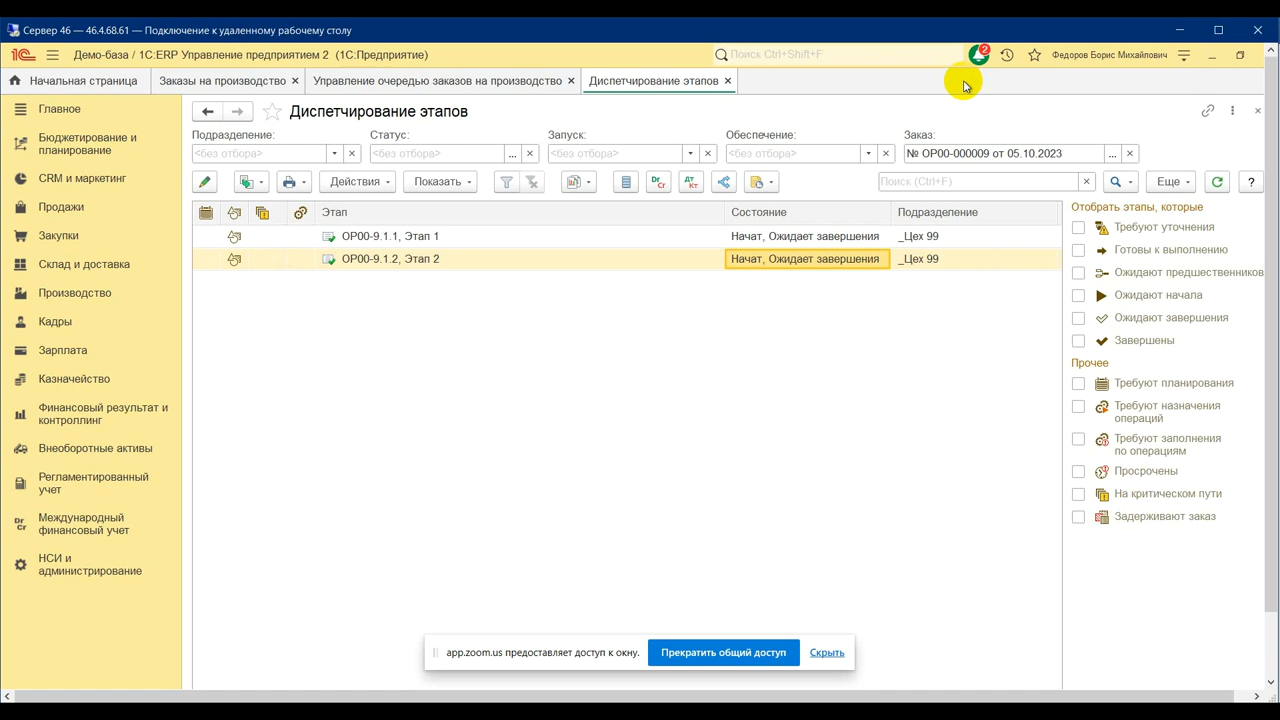 Сервер 46 — 46.4.68.61 — Подключение к удаленному рабочему столу
Демо-база / 1C:ERP Управление предприятием 2 (1С:Предприятие)
Поиск Ctrl+Shift+F
2
Федоров Борис Михайлович
Начальная страница
Заказы на производство
Управление очередью заказов на производство
Диспетчирование этапов
Главное
Бюджетирование и
планирование
CRM и маркетинг
Продажи
Закупки
Склад и доставка
Производство
Кадры
Зарплата
Казначейство
Финансовый результат и
контроллинг
Внеоборотные активы
Регламентированный
учет
Международный
финансовый учет
НСИ и
администрирование
Диспетчирование этапов
Подразделение: Статус: Запуск: Обеспечение: Заказ:
<без отбора> <без отбора> ... <без отбора> <без отбора> № ОР00-000009 от 05.10.2023 ...
Действия Показать Dr Cr Дт Кт Поиск (Ctrl+F) Еще ?
Этап Состояние Подразделение
ОР00-9.1.1, Этап 1 Начат, Ожидает завершения _Цех 99
ОР00-9.1.2, Этап 2 Начат, Ожидает завершения _Цех 99
Отобрать этапы, которые
Требуют уточнения
Готовы к выполнению
Ожидают предшественников
Ожидают начала
Ожидают завершения
Завершены
Прочее
Требуют планирования
Требуют назначения
операций
Требуют заполнения
по операциям
Просрочены
На критическом пути
Задерживают заказ
app.zoom.us предоставляет доступ к окну. Прекратить общий доступ Скрыть